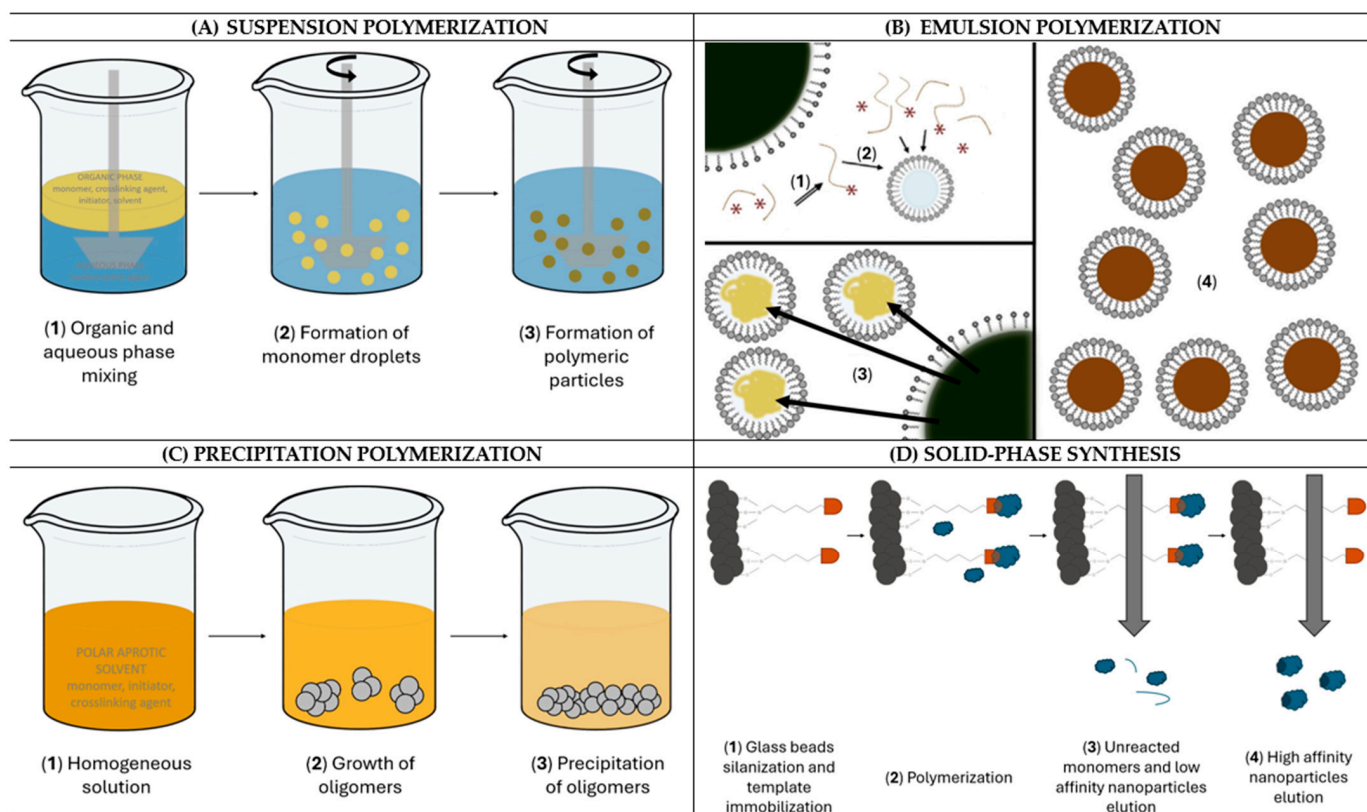 (A) SUSPENSION POLYMERIZATION
ORGANIC PHASE
monomer, crosslinking agent,
initiator, solvent
AQUEOUS PHASE
(1) Organic and
aqueous phase
mixing
(2) Formation of
monomer droplets
(3) Formation of
polymeric
particles
(B) EMULSION POLYMERIZATION
(1)
(2)
(3)
(4)
(C) PRECIPITATION POLYMERIZATION
POLAR APROTIC
SOLVENT
monomer, initiator,
crosslinking agent
(1) Homogeneous
solution
(2) Growth of
oligomers
(3) Precipitation
of oligomers
(D) SOLID-PHASE SYNTHESIS
(1) Glass beads
silanization and
template
immobilization
(2) Polymerization
(3) Unreacted
monomers and low
affinity nanoparticles
elution
(4) High affinity
nanoparticles
elution